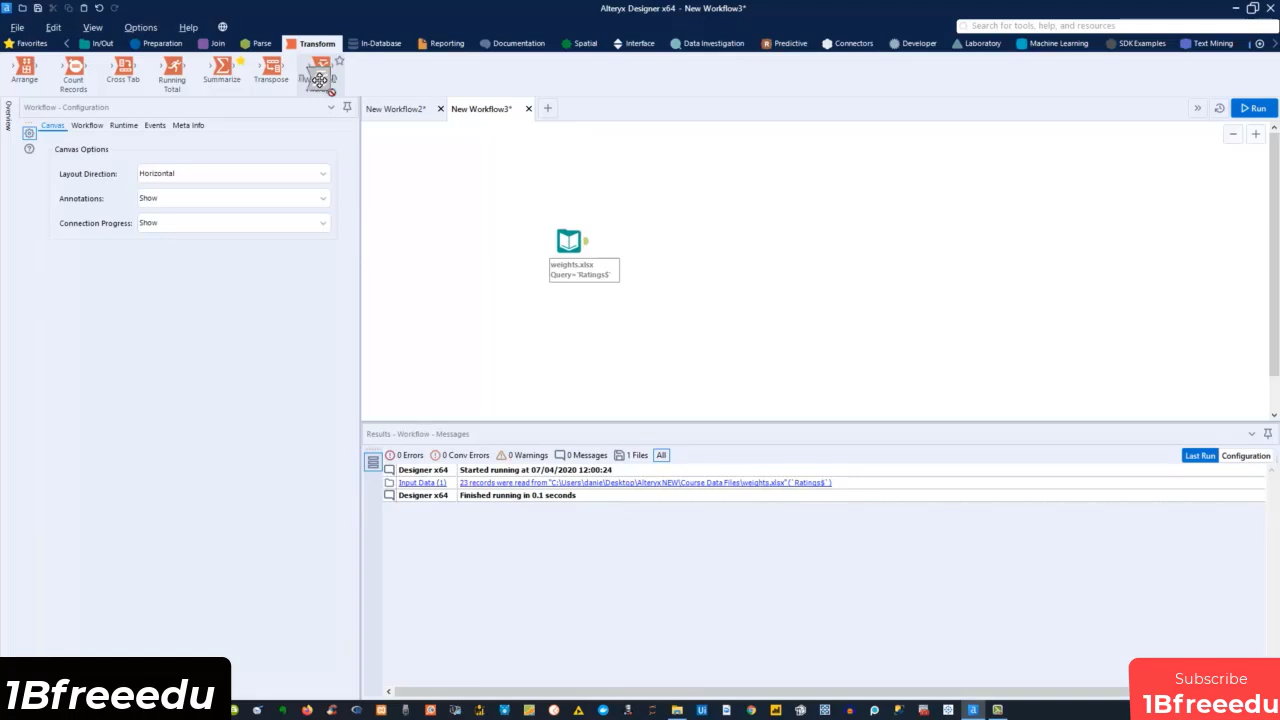 Alteryx Designer x64 - New Workflow3*
File Edit View Options Help
Search for tools, help, and resources
Favorites In/Out Preparation Join Parse Transform In-Database Reporting Documentation Spatial Interface Data Investigation Predictive Connectors Developer Laboratory Machine Learning SDK Examples Text Mining
Arrange Count Records Cross Tab Running Total Summarize Transpose
Overview
Workflow - Configuration
New Workflow2* New Workflow3*
Run
Canvas Workflow Runtime Events Meta Info
Canvas Options
Layout Direction: Horizontal
Annotations: Show
Connection Progress: Show
weights.xlsx
Query=`Ratings$`
Results - Workflow - Messages
0 Errors 0 Conv Errors 0 Warnings 0 Messages 1 Files All
Last Run Configuration
Designer x64 Started running at 07/04/2020 12:00:24
Input Data (1) 23 records were read from "C:\Users\danie\Desktop\Alteryx NEW\Course Data Files\weights.xlsx" (`Ratings$`)
Designer x64 Finished running in 0.1 seconds
1Bfreeedu
Subscribe
1Bfreeedu